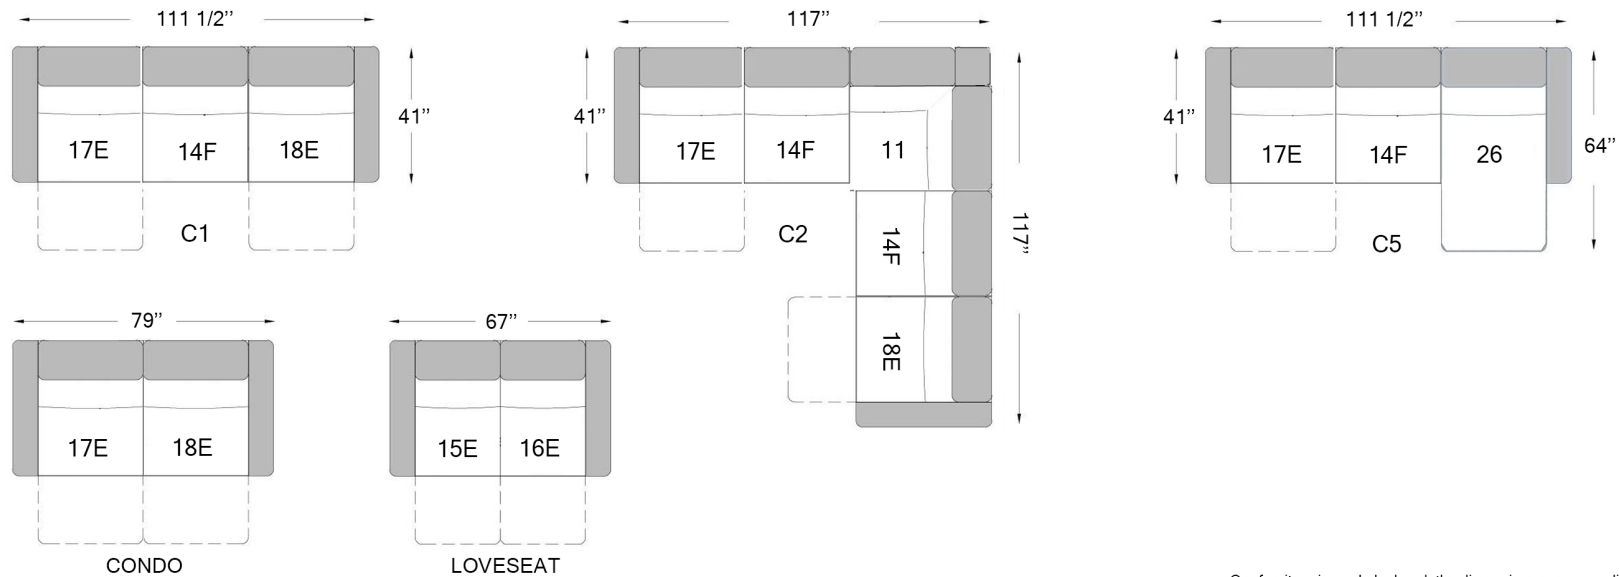 111 1/2’’
41’’
17E 14F 18E
C1
117’’
41’’
17E 14F 11
14F
18E
117’’
C2
111 1/2’’
41’’
17E 14F 26
64’’
C5
79’’
17E 18E
CONDO
67’’
15E 16E
LOVESEAT